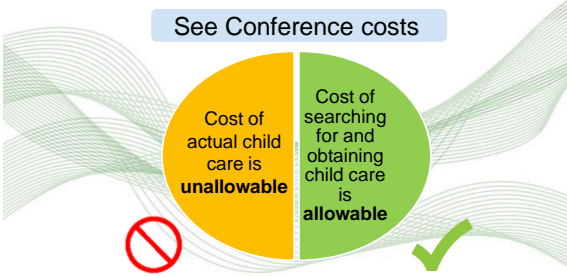 See Conference costs
Cost of
actual child
care is
unallowable
Cost of
searching
for and
obtaining
child care
is
allowable